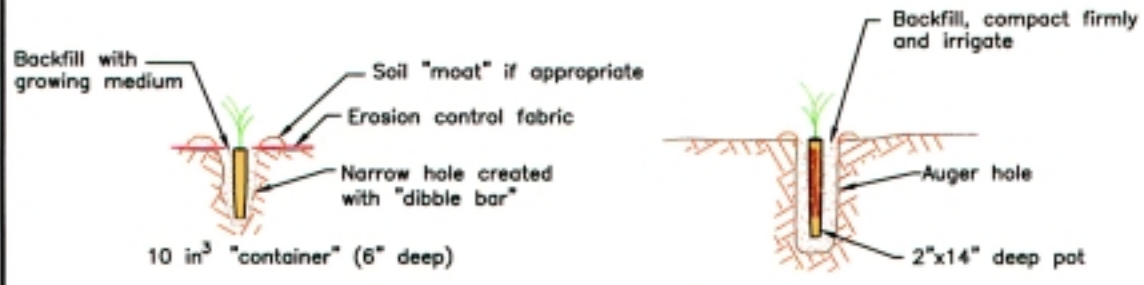 Backfill with
growing medium
Soil "moat" if appropriate
Erosion control fabric
Narrow hole created
with "dibble bar"
10 in³ "container" (6" deep)
Backfill, compact firmly
and irrigate
Auger hole
2"x14" deep pot